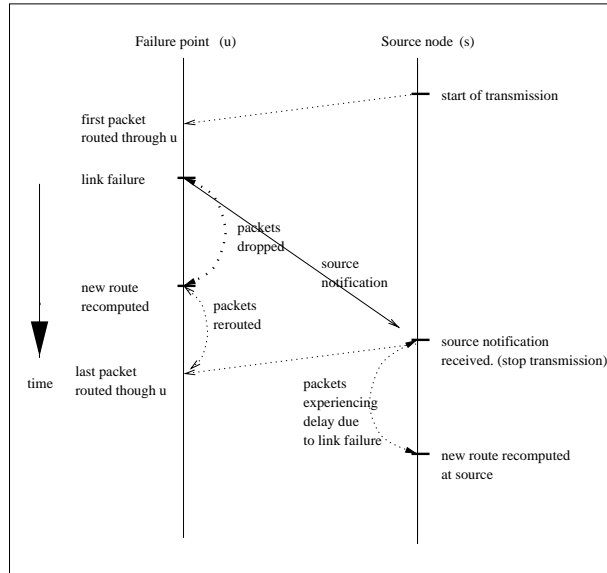 Failure point (u)
Source node (s)
start of transmission
first packet
routed through u
link failure
packets
dropped
source
notification
new route
recomputed
packets
rerouted
source notification
received. (stop transmission)
last packet
routed though u
time
packets
experiencing
delay due
to link failure
new route recomputed
at source